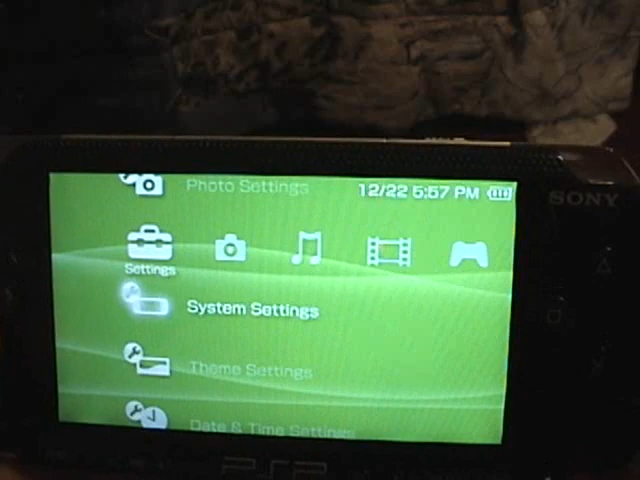 Photo Settings
12/22 5:57 PM
SONY
Settings
System Settings
Theme Settings
Date & Time Settings
PSP